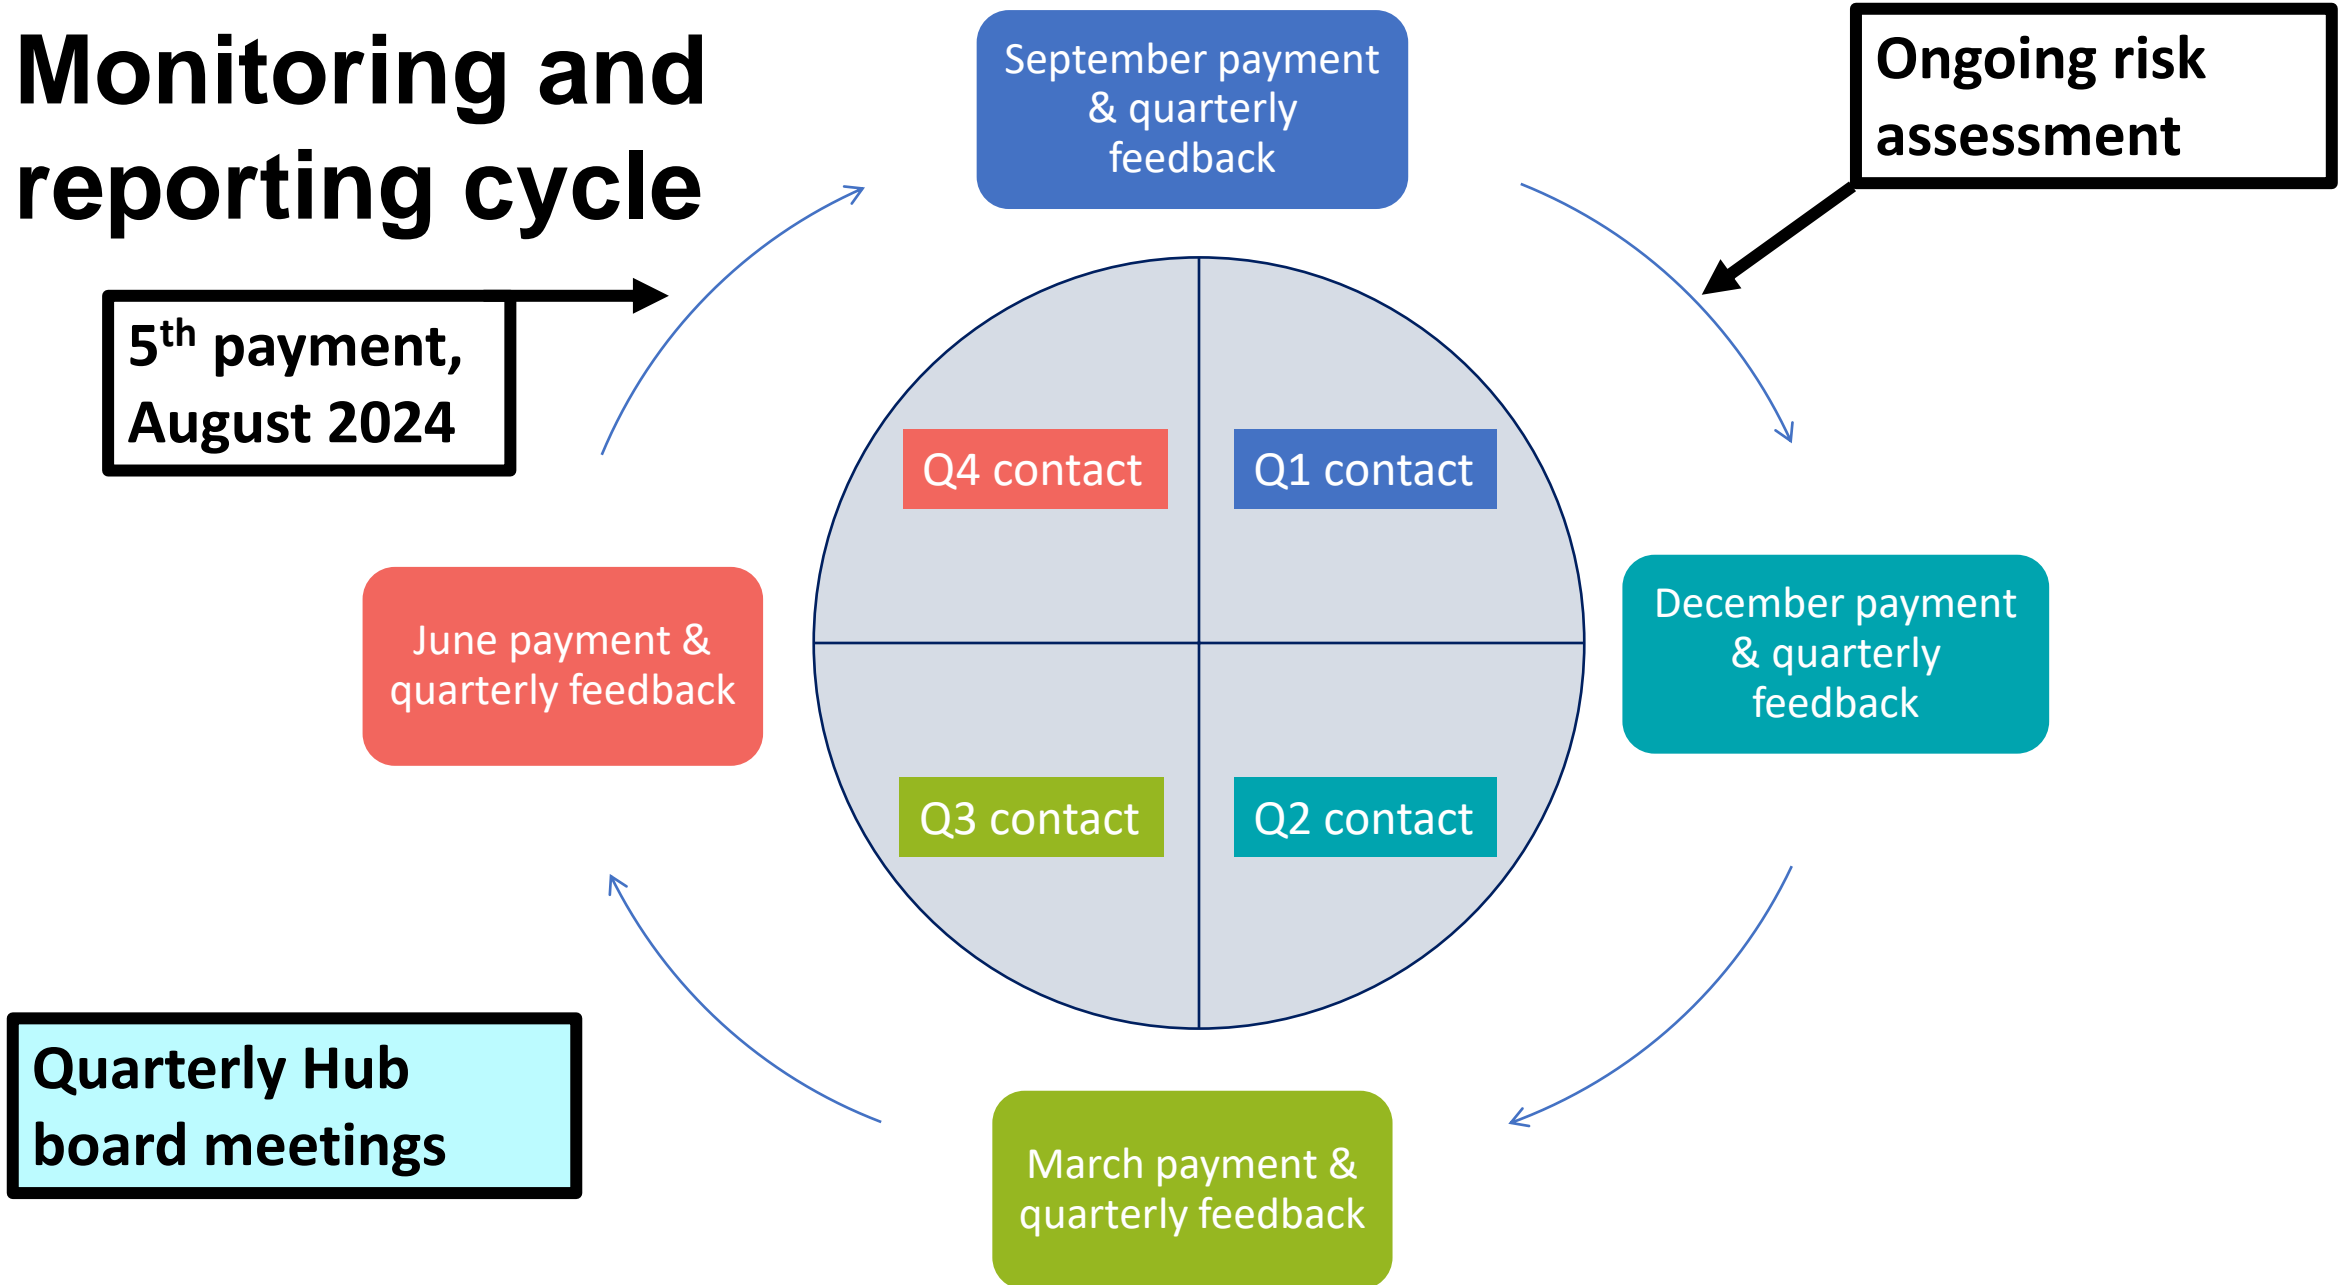 Monitoring and
reporting cycle
September payment
& quarterly
feedback
Ongoing risk
assessment
5th payment,
August 2024
Q4 contact
Q1 contact
June payment &
quarterly feedback
December payment
& quarterly
feedback
Q3 contact
Q2 contact
Quarterly Hub
board meetings
March payment &
quarterly feedback